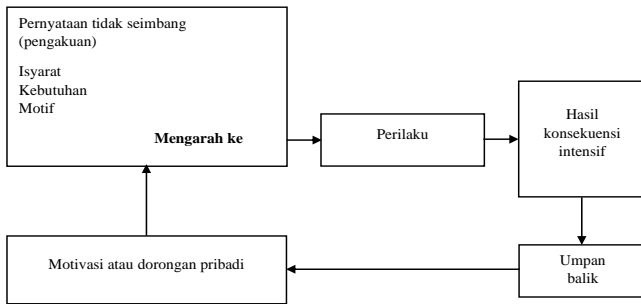 Pernyataan tidak seimbang
(pengakuan)
Isyarat
Kebutuhan
Motif
Mengarah ke
Perilaku
Hasil
konsekuensi
intensif
Motivasi atau dorongan pribadi
Umpan
balik